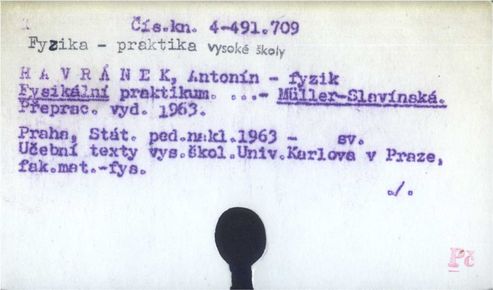 Čís.kn. 4-491.709
Fyzika - praktika vysoké školy
H A V R Á N E K, Antonín - fyzik
Fysikální praktikum. ...- Müller-Slavínská.
Přeprac. vyd. 1963.
Praha, Stát. ped.nakl.1963 - sv.
Učební texty vys.škol.Univ.Karlova v Praze,
fak.mat.-fys.
./.
Pč